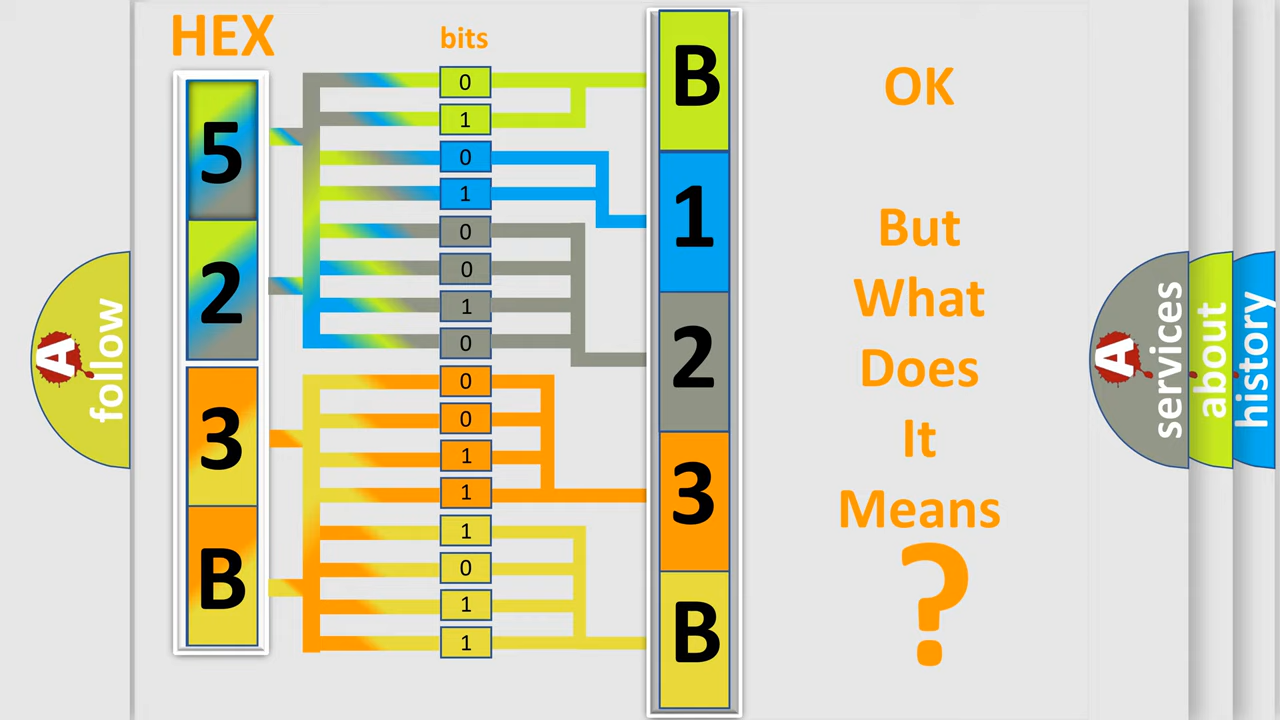 HEX
bits
5
2
3
B
0
1
0
1
0
0
1
0
0
0
1
1
1
0
1
1
B
1
2
3
B
OK
But
What
Does
It
Means
?
A
follow
A
services
about
history